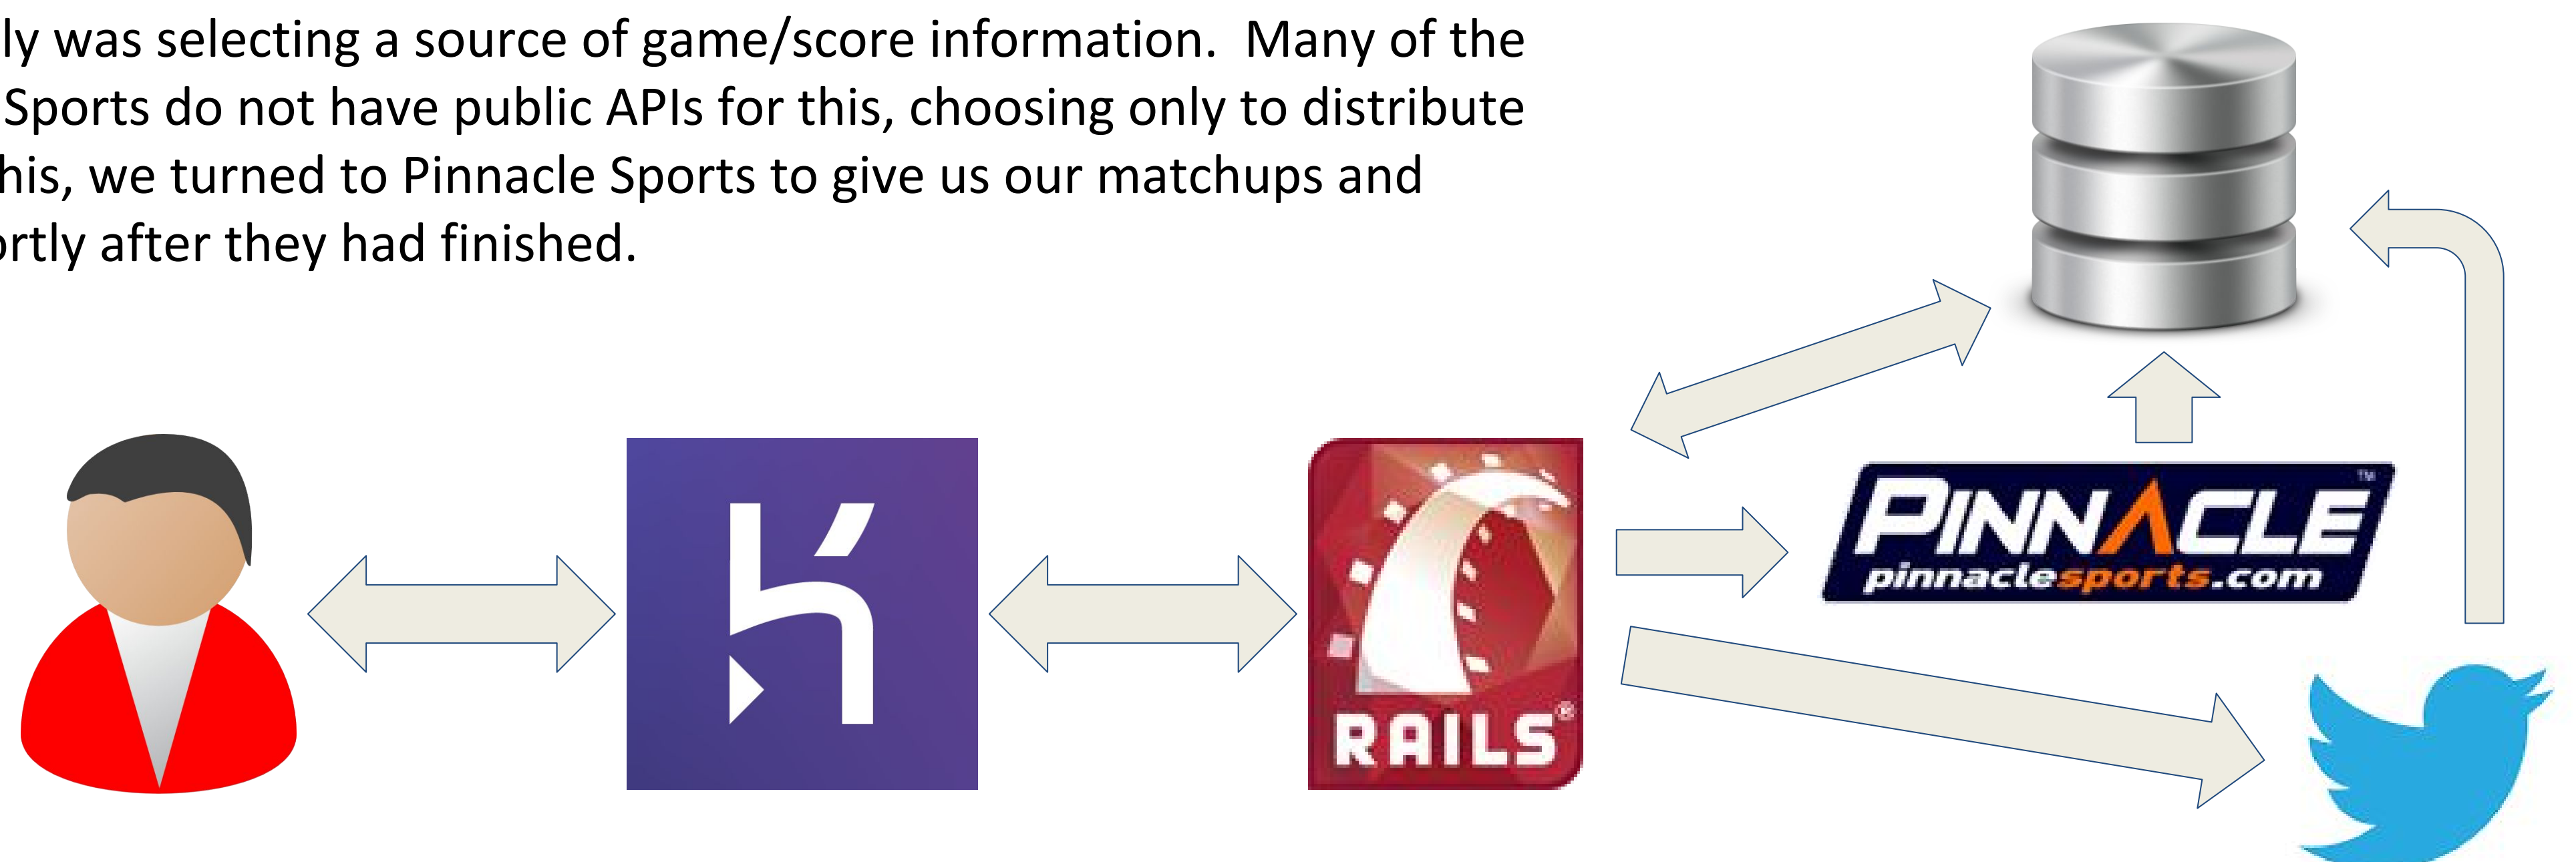 ly was selecting a source of game/score information.  Many of the
Sports do not have public APIs for this, choosing only to distribute
his, we turned to Pinnacle Sports to give us our matchups and
ortly after they had finished.
PINNACLE™
pinnaclesports.com
RAILS®